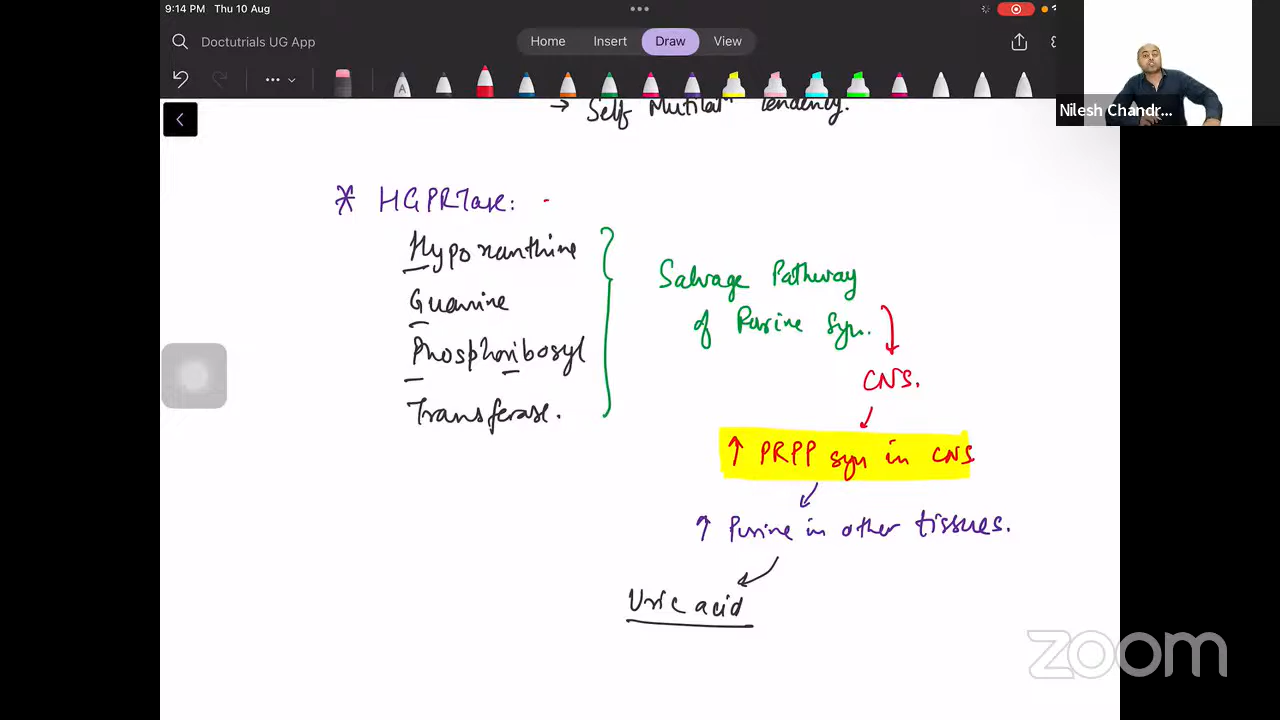 9:14 PM Thu 10 Aug
Doctutrials UG App
Home Insert Draw View
A
Nilesh Chandr...
→ Self Mutilatⁿ Tendency.
* HGPRTase:
Hypoxanthine
Guanine
Phosphoribosyl
Transferase.
Salvage Pathway
of Purine Syn.
CNS.
↑ PRPP syn in CNS
↑ Purine in other tissues.
Uric acid
zoom